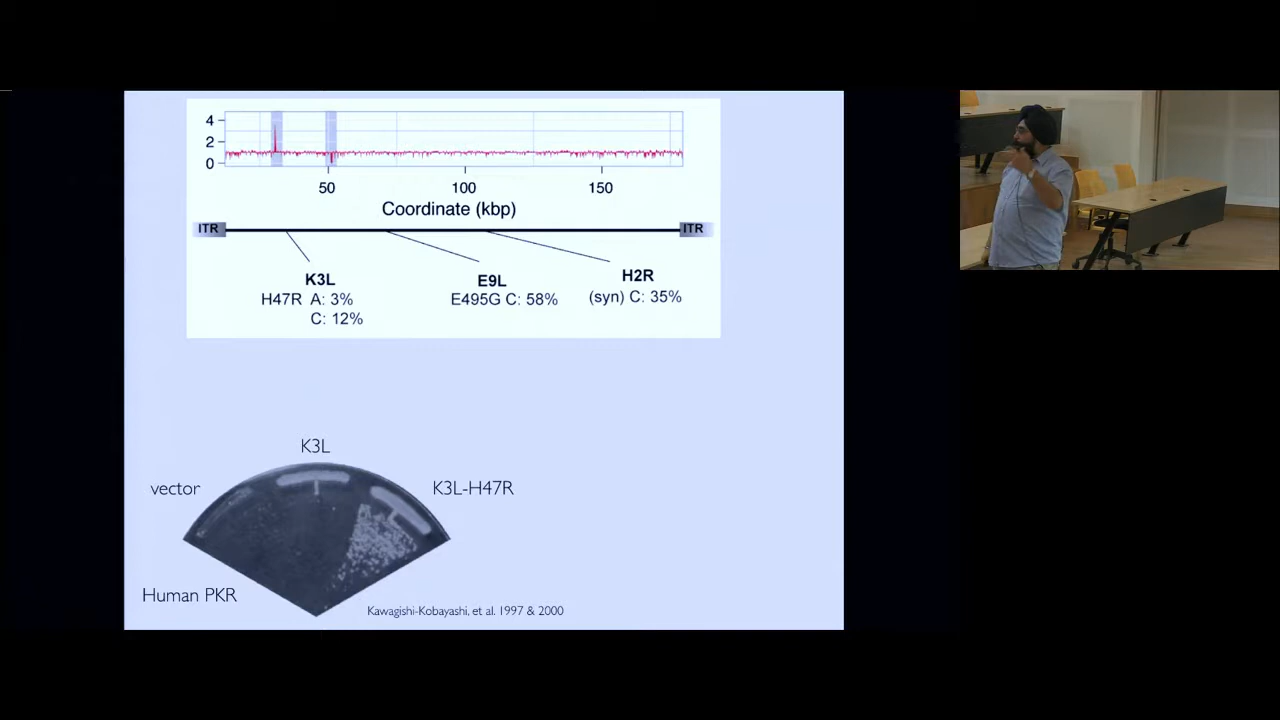 4
2
0
50 100 150
Coordinate (kbp)
ITR ITR
K3L
H47R A: 3%
C: 12%
E9L
E495G C: 58%
H2R
(syn) C: 35%
K3L
vector
K3L-H47R
Human PKR
Kawagishi-Kobayashi, et al. 1997 & 2000